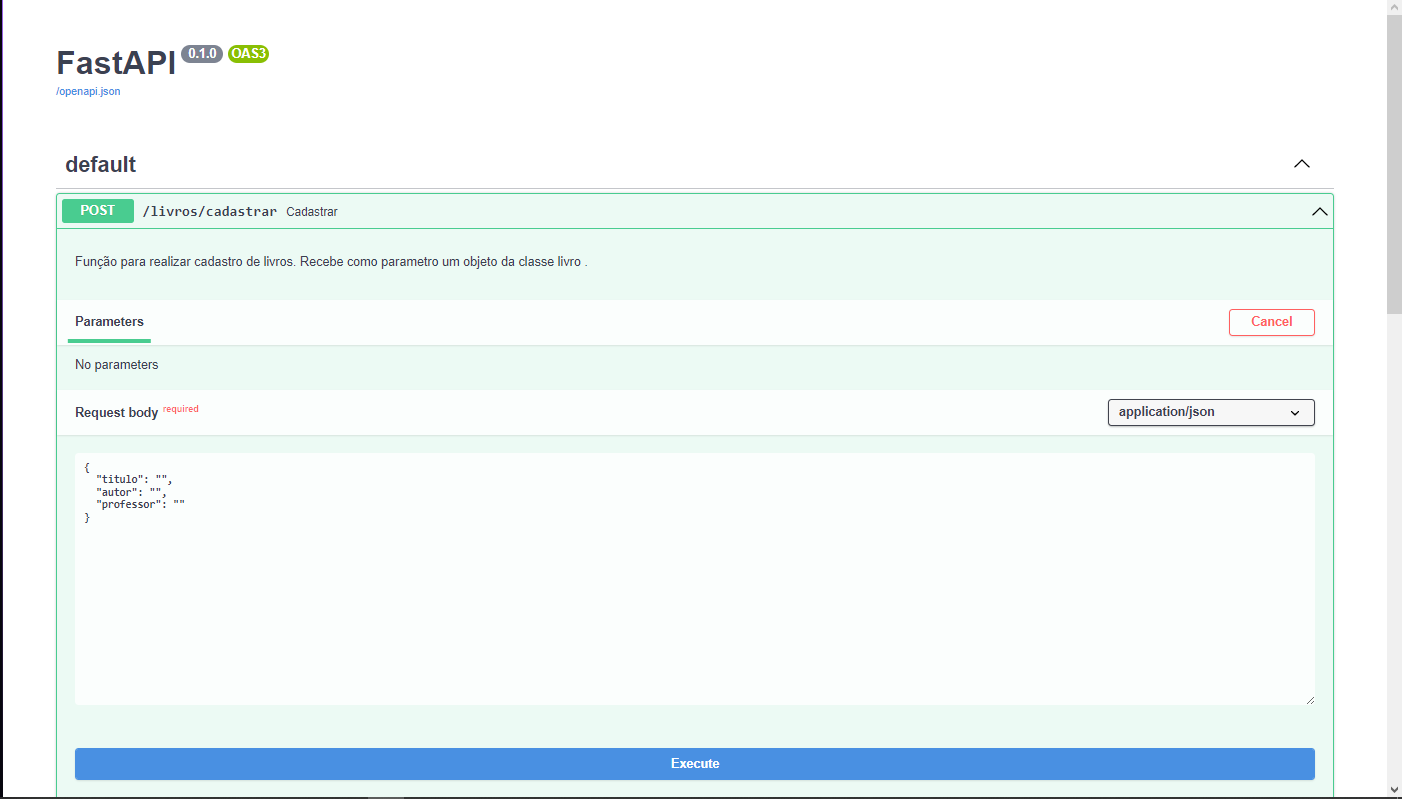 FastAPI 0.1.0 OAS3
/openapi.json
default
POST /livros/cadastrar Cadastrar
Função para realizar cadastro de livros. Recebe como parametro um objeto da classe livro .
Parameters Cancel
No parameters
Request body required application/json
{
"titulo": "",
"autor": "",
"professor": ""
}
Execute